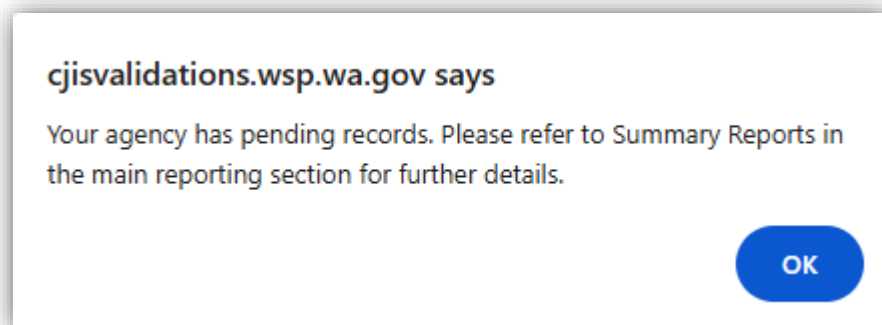 cjisvalidations.wsp.wa.gov says
Your agency has pending records. Please refer to Summary Reports in
the main reporting section for further details.
OK